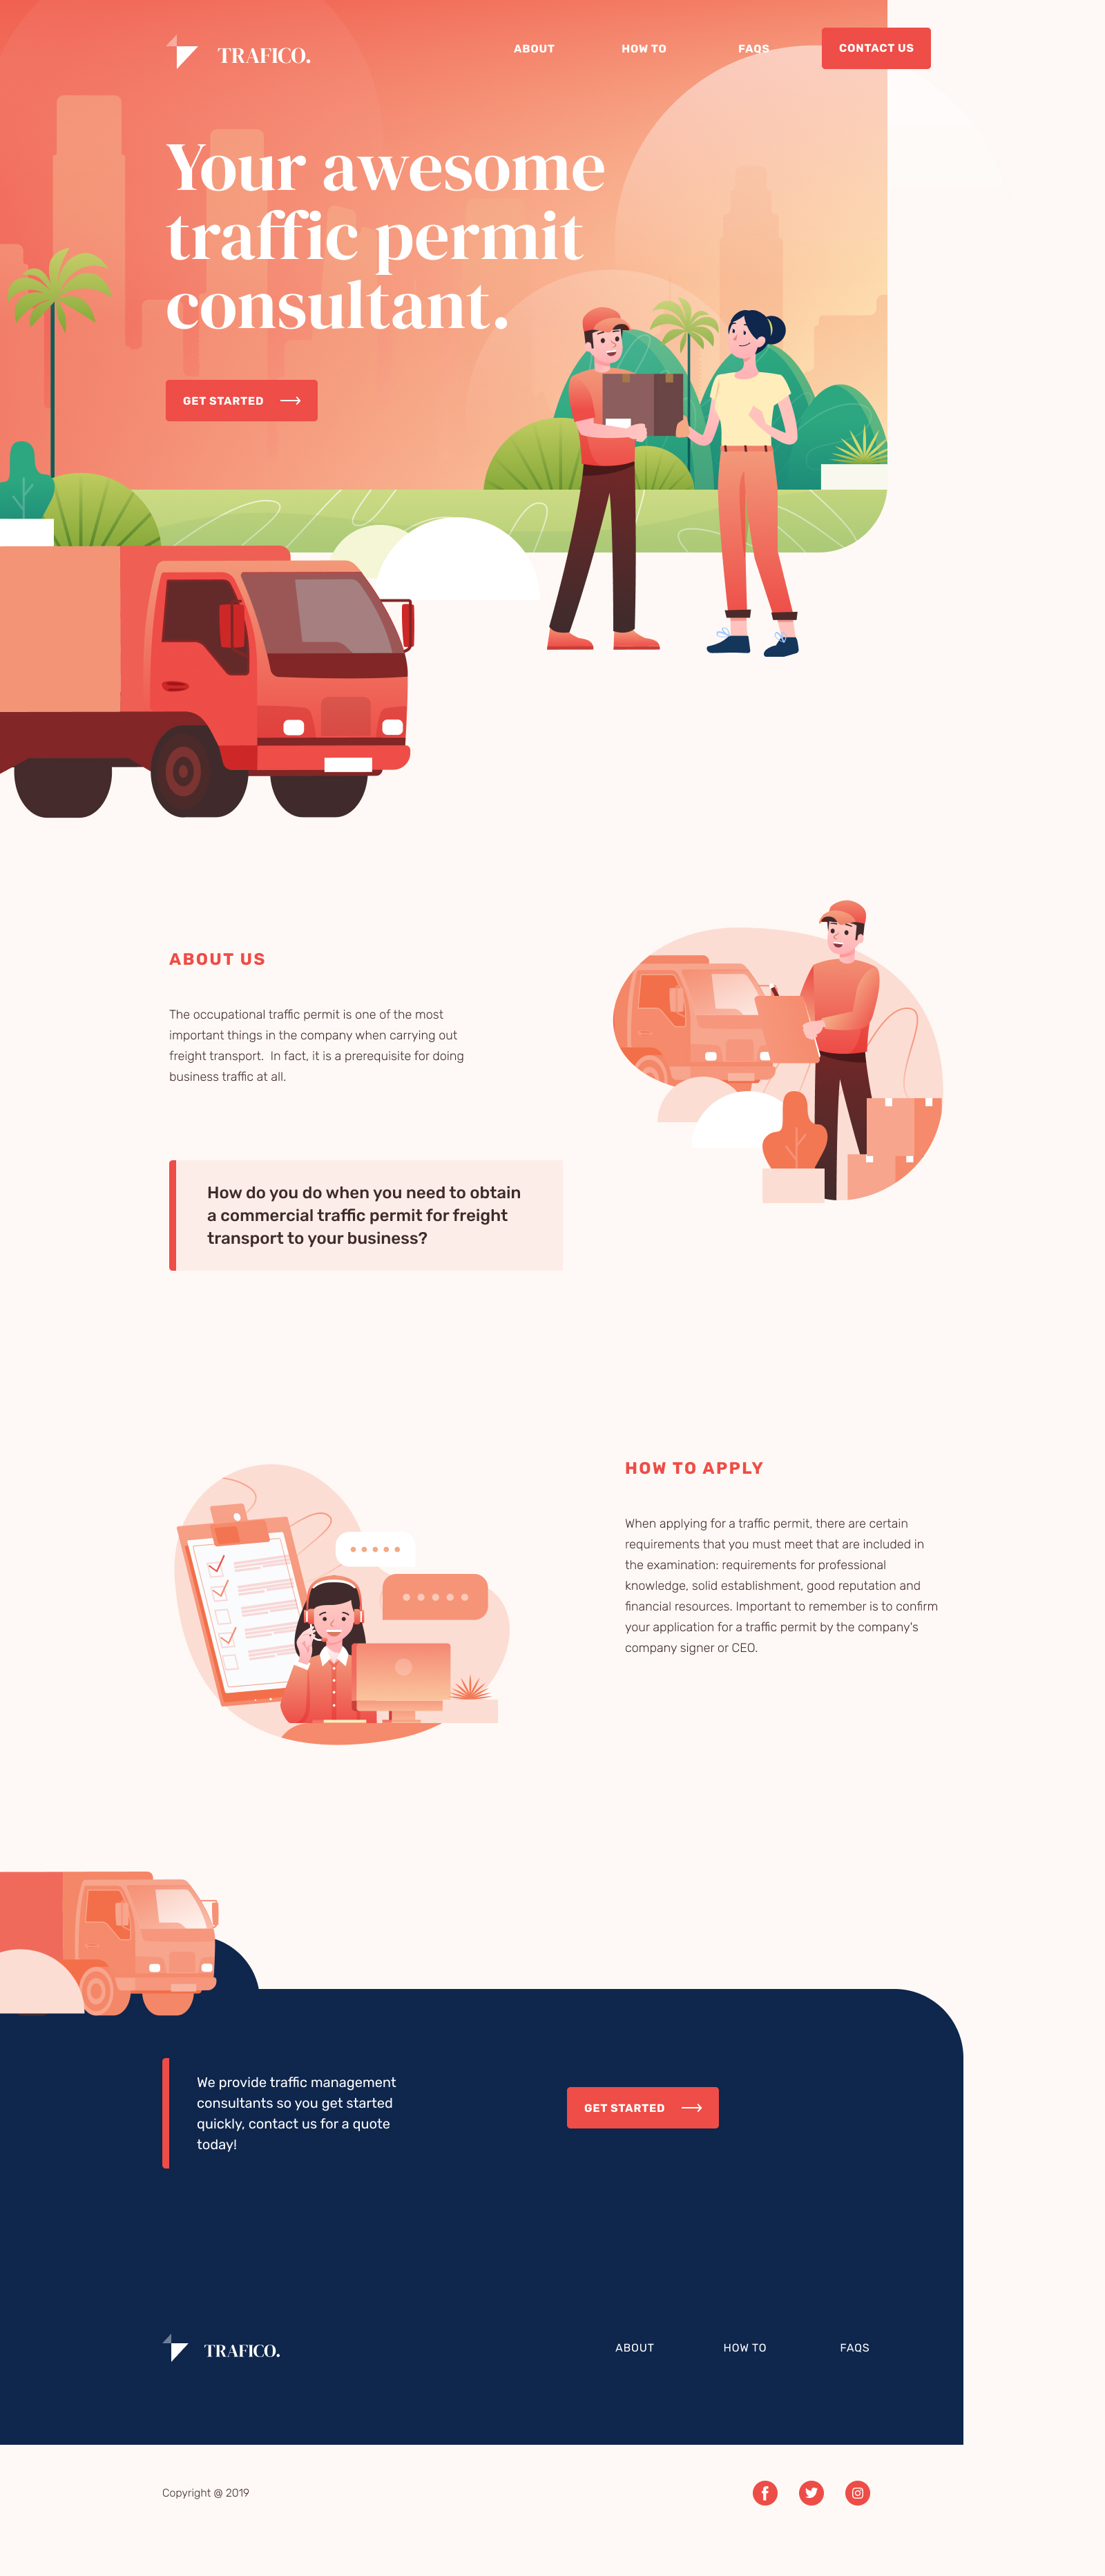 TRAFICO.
ABOUT
HOW TO
FAQS
CONTACT US
Your awesome
traffic permit
consultant.
GET STARTED
ABOUT US
The occupational traffic permit is one of the most
important things in the company when carrying out
freight transport.  In fact, it is a prerequisite for doing
business traffic at all.
How do you do when you need to obtain
a commercial traffic permit for freight
transport to your business?
HOW TO APPLY
When applying for a traffic permit, there are certain
requirements that you must meet that are included in
the examination: requirements for professional
knowledge, solid establishment, good reputation and
financial resources. Important to remember is to confirm
your application for a traffic permit by the company's
company signer or CEO.
We provide traffic management
consultants so you get started
quickly, contact us for a quote
today!
GET STARTED
TRAFICO.
ABOUT
HOW TO
FAQS
Copyright @ 2019